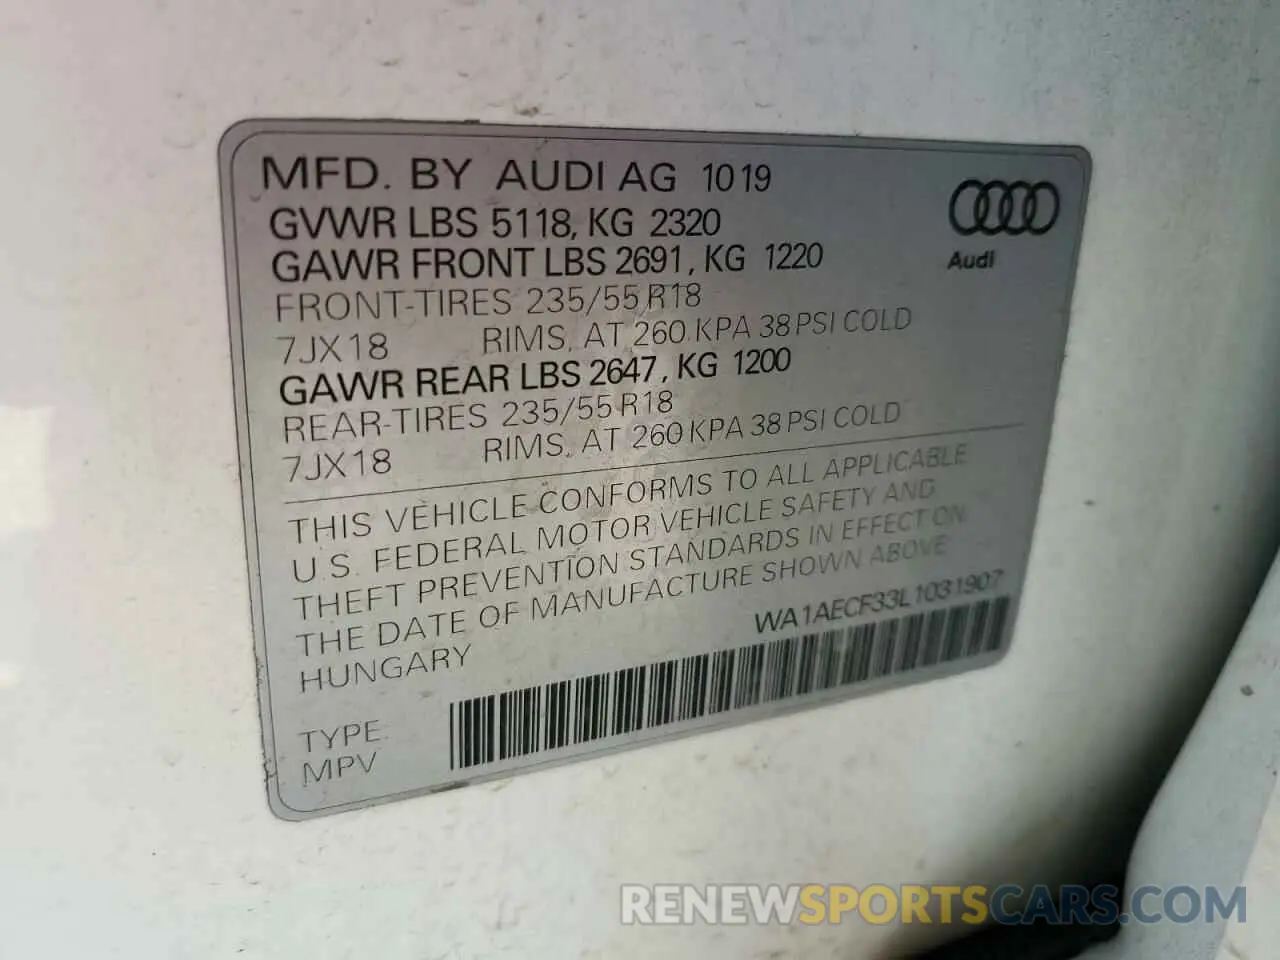 MFD. BY AUDI AG 1019
GVWR LBS 5118, KG 2320
GAWR FRONT LBS 2691, KG 1220
FRONT-TIRES 235/55 R18
7JX18 RIMS, AT 260 KPA 38 PSI COLD
GAWR REAR LBS 2647, KG 1200
REAR-TIRES 235/55 R18
7JX18 RIMS, AT 260 KPA 38 PSI COLD
Audi
THIS VEHICLE CONFORMS TO ALL APPLICABLE
U.S. FEDERAL MOTOR VEHICLE SAFETY AND
THEFT PREVENTION STANDARDS IN EFFECT ON
THE DATE OF MANUFACTURE SHOWN ABOVE
HUNGARY
WA1AECF33L1031907
TYPE:
MPV
RENEWSPORTSCARS.COM